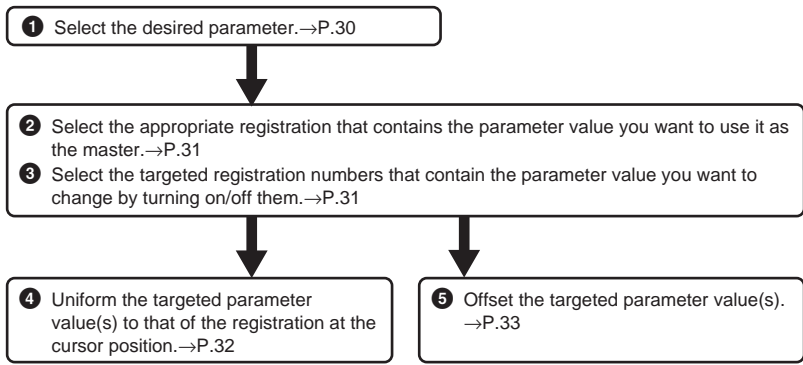 ❶ Select the desired parameter.→P.30
❷ Select the appropriate registration that contains the parameter value you want to use it as
the master.→P.31
❸ Select the targeted registration numbers that contain the parameter value you want to
change by turning on/off them.→P.31
❹ Uniform the targeted parameter
value(s) to that of the registration at the
cursor position.→P.32
❺ Offset the targeted parameter value(s).
→P.33